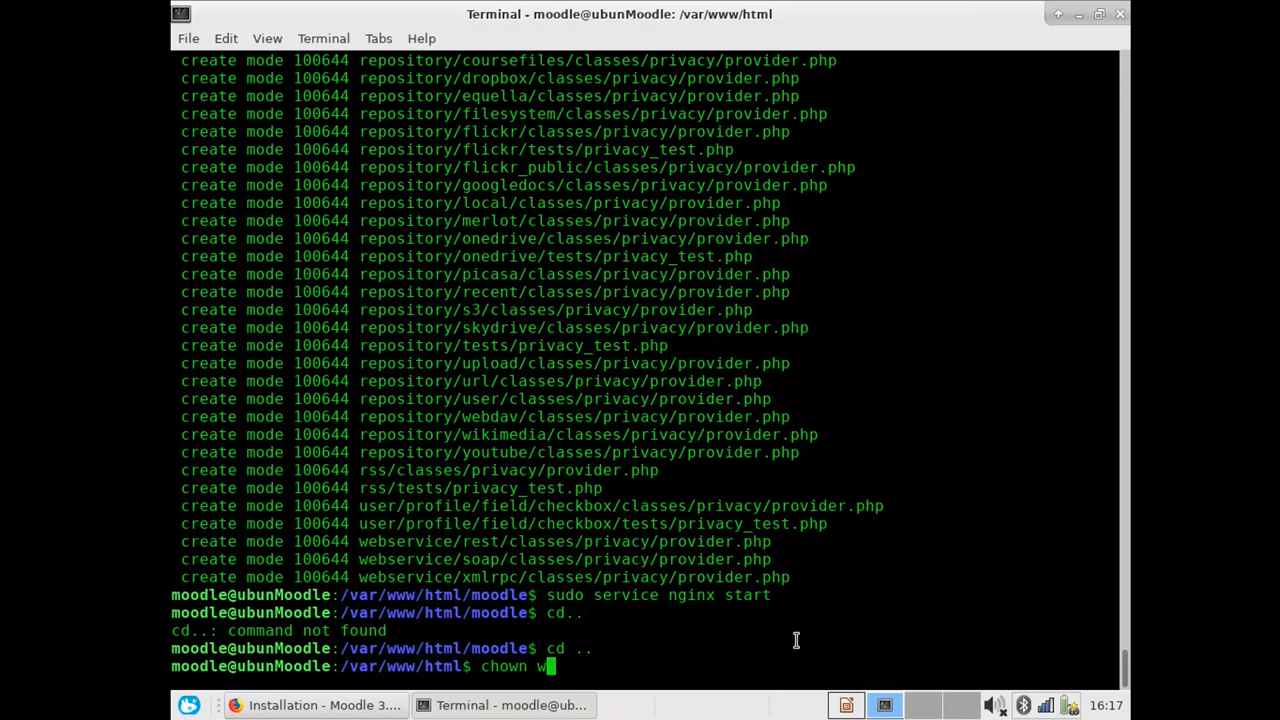 Terminal - moodle@ubunMoodle: /var/www/html
File Edit View Terminal Tabs Help
create mode 100644 repository/coursefiles/classes/privacy/provider.php
create mode 100644 repository/dropbox/classes/privacy/provider.php
create mode 100644 repository/equella/classes/privacy/provider.php
create mode 100644 repository/filesystem/classes/privacy/provider.php
create mode 100644 repository/flickr/classes/privacy/provider.php
create mode 100644 repository/flickr/tests/privacy_test.php
create mode 100644 repository/flickr_public/classes/privacy/provider.php
create mode 100644 repository/googledocs/classes/privacy/provider.php
create mode 100644 repository/local/classes/privacy/provider.php
create mode 100644 repository/merlot/classes/privacy/provider.php
create mode 100644 repository/onedrive/classes/privacy/provider.php
create mode 100644 repository/onedrive/tests/privacy_test.php
create mode 100644 repository/picasa/classes/privacy/provider.php
create mode 100644 repository/recent/classes/privacy/provider.php
create mode 100644 repository/s3/classes/privacy/provider.php
create mode 100644 repository/skydrive/classes/privacy/provider.php
create mode 100644 repository/tests/privacy_test.php
create mode 100644 repository/upload/classes/privacy/provider.php
create mode 100644 repository/url/classes/privacy/provider.php
create mode 100644 repository/user/classes/privacy/provider.php
create mode 100644 repository/webdav/classes/privacy/provider.php
create mode 100644 repository/wikimedia/classes/privacy/provider.php
create mode 100644 repository/youtube/classes/privacy/provider.php
create mode 100644 rss/classes/privacy/provider.php
create mode 100644 rss/tests/privacy_test.php
create mode 100644 user/profile/field/checkbox/classes/privacy/provider.php
create mode 100644 user/profile/field/checkbox/tests/privacy_test.php
create mode 100644 webservice/rest/classes/privacy/provider.php
create mode 100644 webservice/soap/classes/privacy/provider.php
create mode 100644 webservice/xmlrpc/classes/privacy/provider.php
moodle@ubunMoodle:/var/www/html/moodle$ sudo service nginx start
moodle@ubunMoodle:/var/www/html/moodle$ cd..
cd..: command not found
moodle@ubunMoodle:/var/www/html/moodle$ cd ..
moodle@ubunMoodle:/var/www/html$ chown w
Installation - Moodle 3.... Terminal - moodle@ub... 16:17